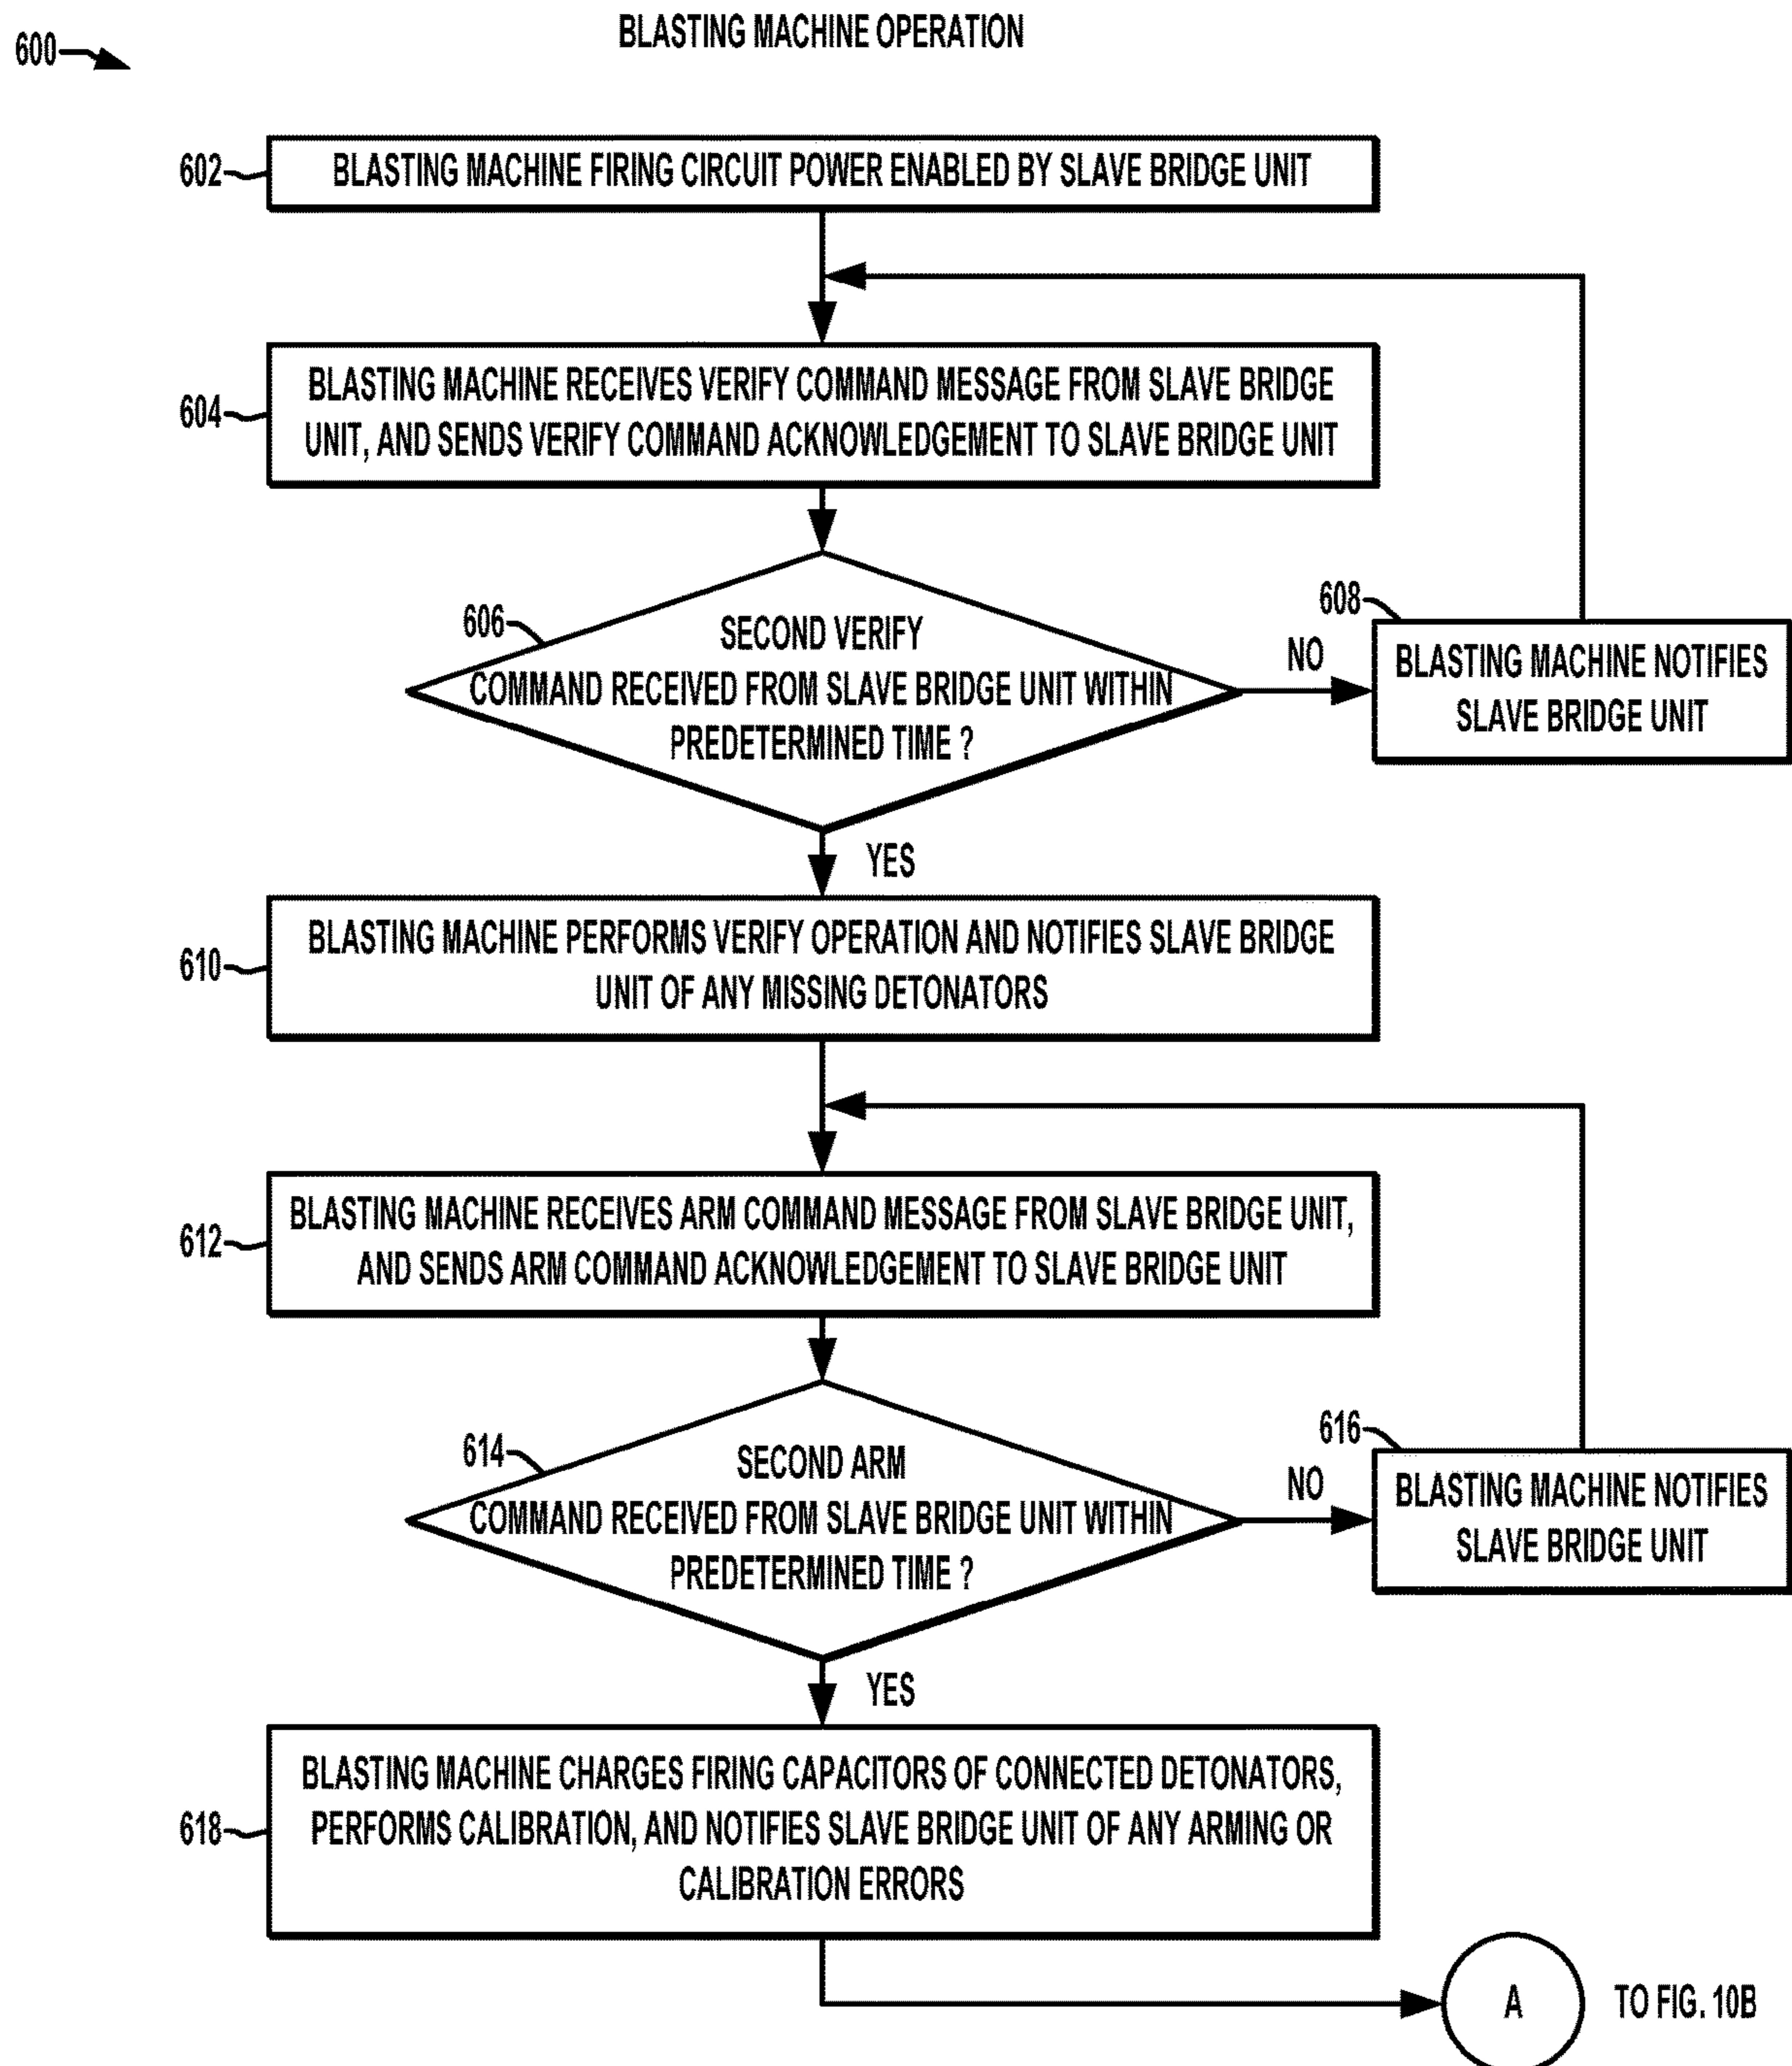 BLASTING MACHINE OPERATION
600
602
BLASTING MACHINE FIRING CIRCUIT POWER ENABLED BY SLAVE BRIDGE UNIT
604
BLASTING MACHINE RECEIVES VERIFY COMMAND MESSAGE FROM SLAVE BRIDGE
UNIT, AND SENDS VERIFY COMMAND ACKNOWLEDGEMENT TO SLAVE BRIDGE UNIT
606
SECOND VERIFY
COMMAND RECEIVED FROM SLAVE BRIDGE UNIT WITHIN
PREDETERMINED TIME ?
NO
608
BLASTING MACHINE NOTIFIES
SLAVE BRIDGE UNIT
YES
610
BLASTING MACHINE PERFORMS VERIFY OPERATION AND NOTIFIES SLAVE BRIDGE
UNIT OF ANY MISSING DETONATORS
612
BLASTING MACHINE RECEIVES ARM COMMAND MESSAGE FROM SLAVE BRIDGE UNIT,
AND SENDS ARM COMMAND ACKNOWLEDGEMENT TO SLAVE BRIDGE UNIT
614
SECOND ARM
COMMAND RECEIVED FROM SLAVE BRIDGE UNIT WITHIN
PREDETERMINED TIME ?
NO
616
BLASTING MACHINE NOTIFIES
SLAVE BRIDGE UNIT
YES
618
BLASTING MACHINE CHARGES FIRING CAPACITORS OF CONNECTED DETONATORS,
PERFORMS CALIBRATION, AND NOTIFIES SLAVE BRIDGE UNIT OF ANY ARMING OR
CALIBRATION ERRORS
A
TO FIG. 10B